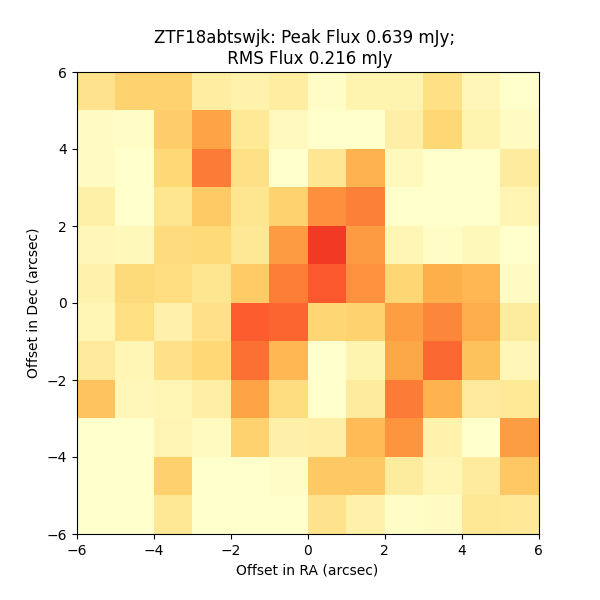 ZTF18abtswjk: Peak Flux 0.639 mJy;
RMS Flux 0.216 mJy
6
4
2
0
−2
−4
−6
Offset in Dec (arcsec)
−6 −4 −2 0 2 4 6
Offset in RA (arcsec)